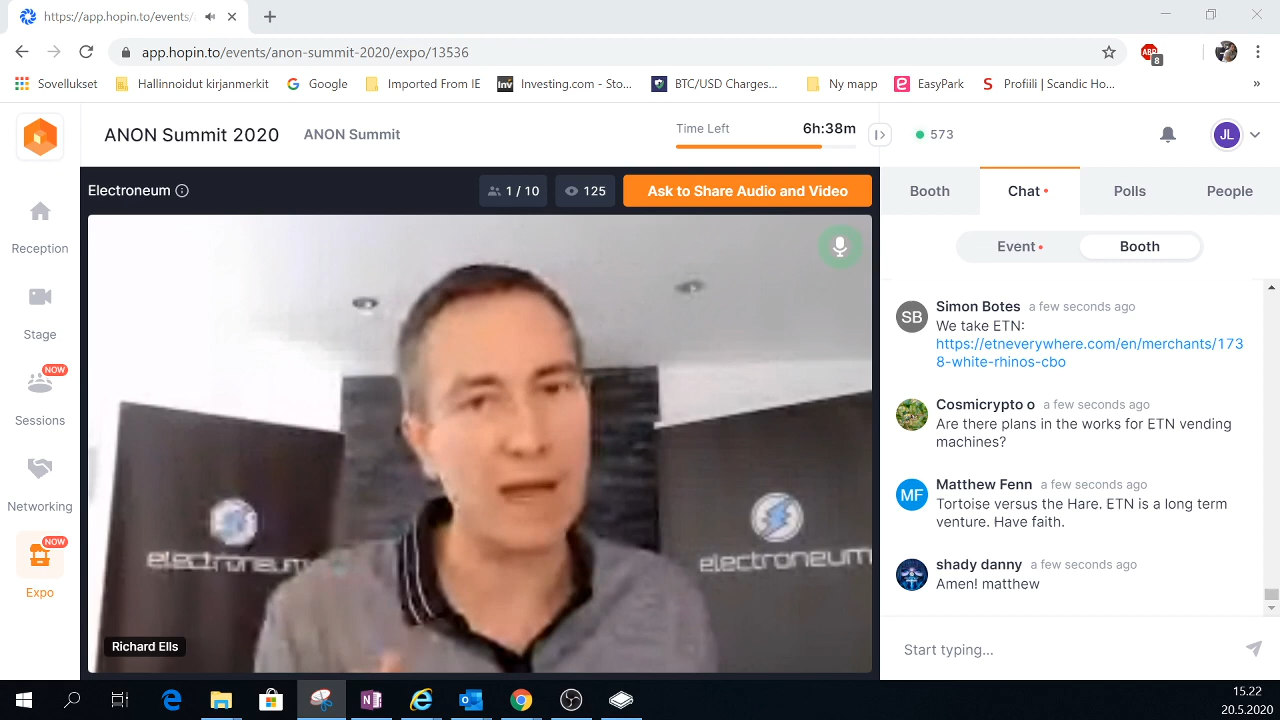 https://app.hopin.to/events/
app.hopin.to/events/anon-summit-2020/expo/13536
ABP
8
Sovellukset
Hallinnoidut kirjanmerkit
Google
Imported From IE
Inv
Investing.com - Sto...
BTC/USD Charges...
Ny mapp
EasyPark
S
Profiili | Scandic Ho...
»
ANON Summit 2020
ANON Summit
Time Left
6h:38m
573
JL
Reception
Stage
NOW
Sessions
Networking
NOW
Expo
Electroneum
1 / 10
125
Ask to Share Audio and Video
electroneum
electroneum
Richard Ells
Booth
Chat
Polls
People
Event
Booth
SB
Simon Botes a few seconds ago
We take ETN:
https://etneverywhere.com/en/merchants/173
8-white-rhinos-cbo
Cosmicrypto o a few seconds ago
Are there plans in the works for ETN vending
machines?
MF
Matthew Fenn a few seconds ago
Tortoise versus the Hare. ETN is a long term
venture. Have faith.
shady danny a few seconds ago
Amen! matthew
Start typing...
15.22
20.5.2020